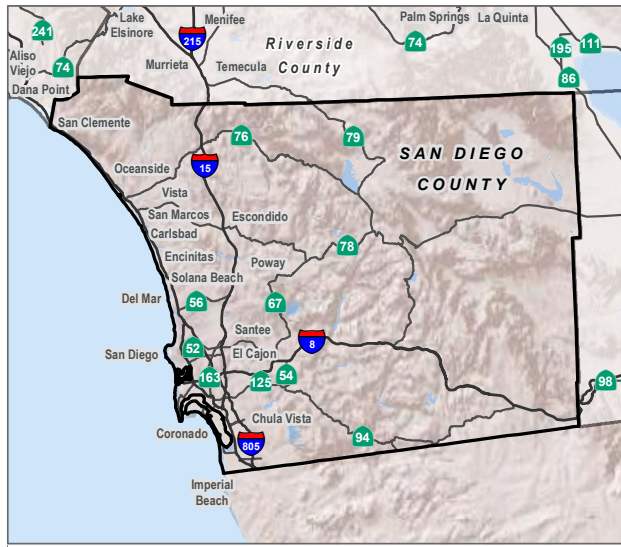 241
Lake
Elsinore
Menifee
215
Palm Springs
La Quinta
Riverside
County
74
195
111
Aliso
Viejo
74
Murrieta
Temecula
86
Dana Point
San Clemente
76
79
SAN DIEGO
COUNTY
Oceanside
15
Vista
San Marcos
Escondido
Carlsbad
78
Encinitas
Poway
Solana Beach
Del Mar
56
67
Santee
San Diego
52
El Cajon
8
163
125
54
98
Chula Vista
Coronado
94
805
Imperial
Beach